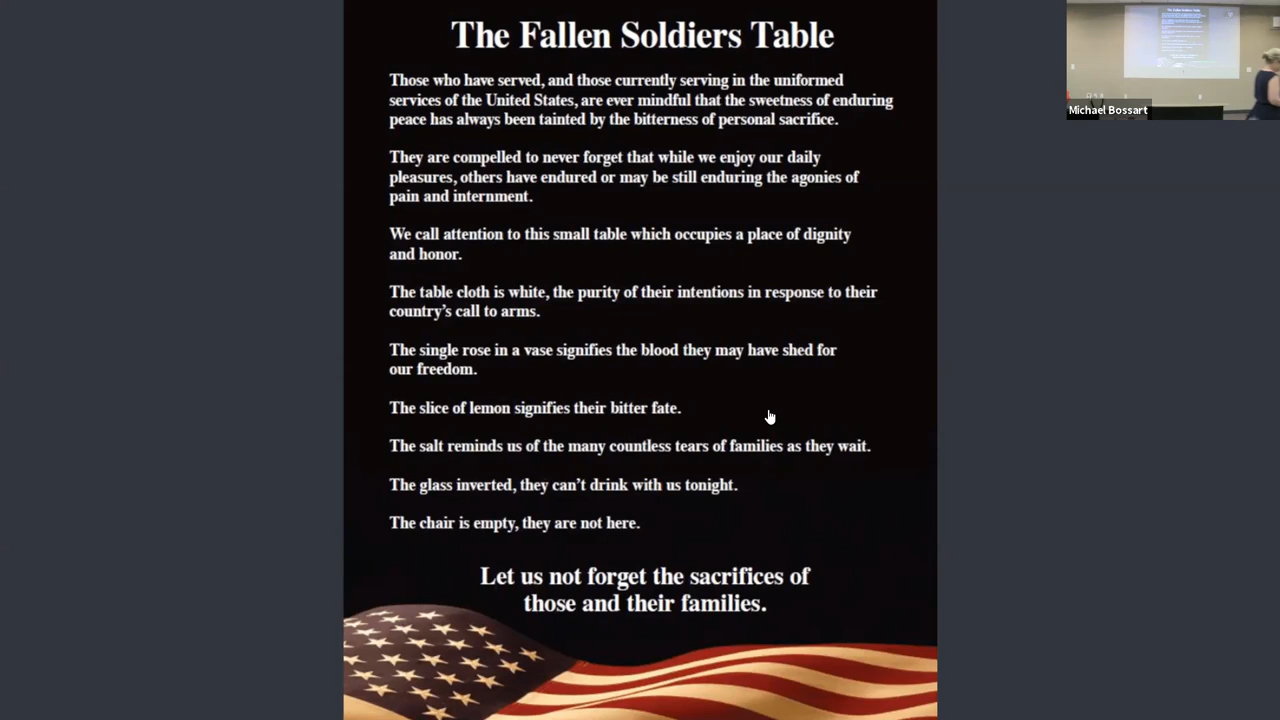 The Fallen Soldiers Table
Those who have served, and those currently serving in the uniformed
services of the United States, are ever mindful that the sweetness of enduring
peace has always been tainted by the bitterness of personal sacrifice.
They are compelled to never forget that while we enjoy our daily
pleasures, others have endured or may be still enduring the agonies of
pain and internment.
We call attention to this small table which occupies a place of dignity
and honor.
The table cloth is white, the purity of their intentions in response to their
country's call to arms.
The single rose in a vase signifies the blood they may have shed for
our freedom.
The slice of lemon signifies their bitter fate.
The salt reminds us of the many countless tears of families as they wait.
The glass inverted, they can't drink with us tonight.
The chair is empty, they are not here.
Let us not forget the sacrifices of
those and their families.
Michael Bossart